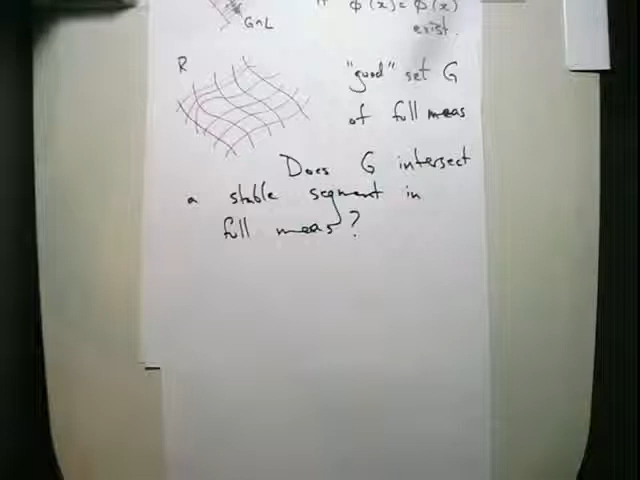 G∩L
exist.
R
"good" set G
of full meas
Does G intersect
a stable segment in
full meas?